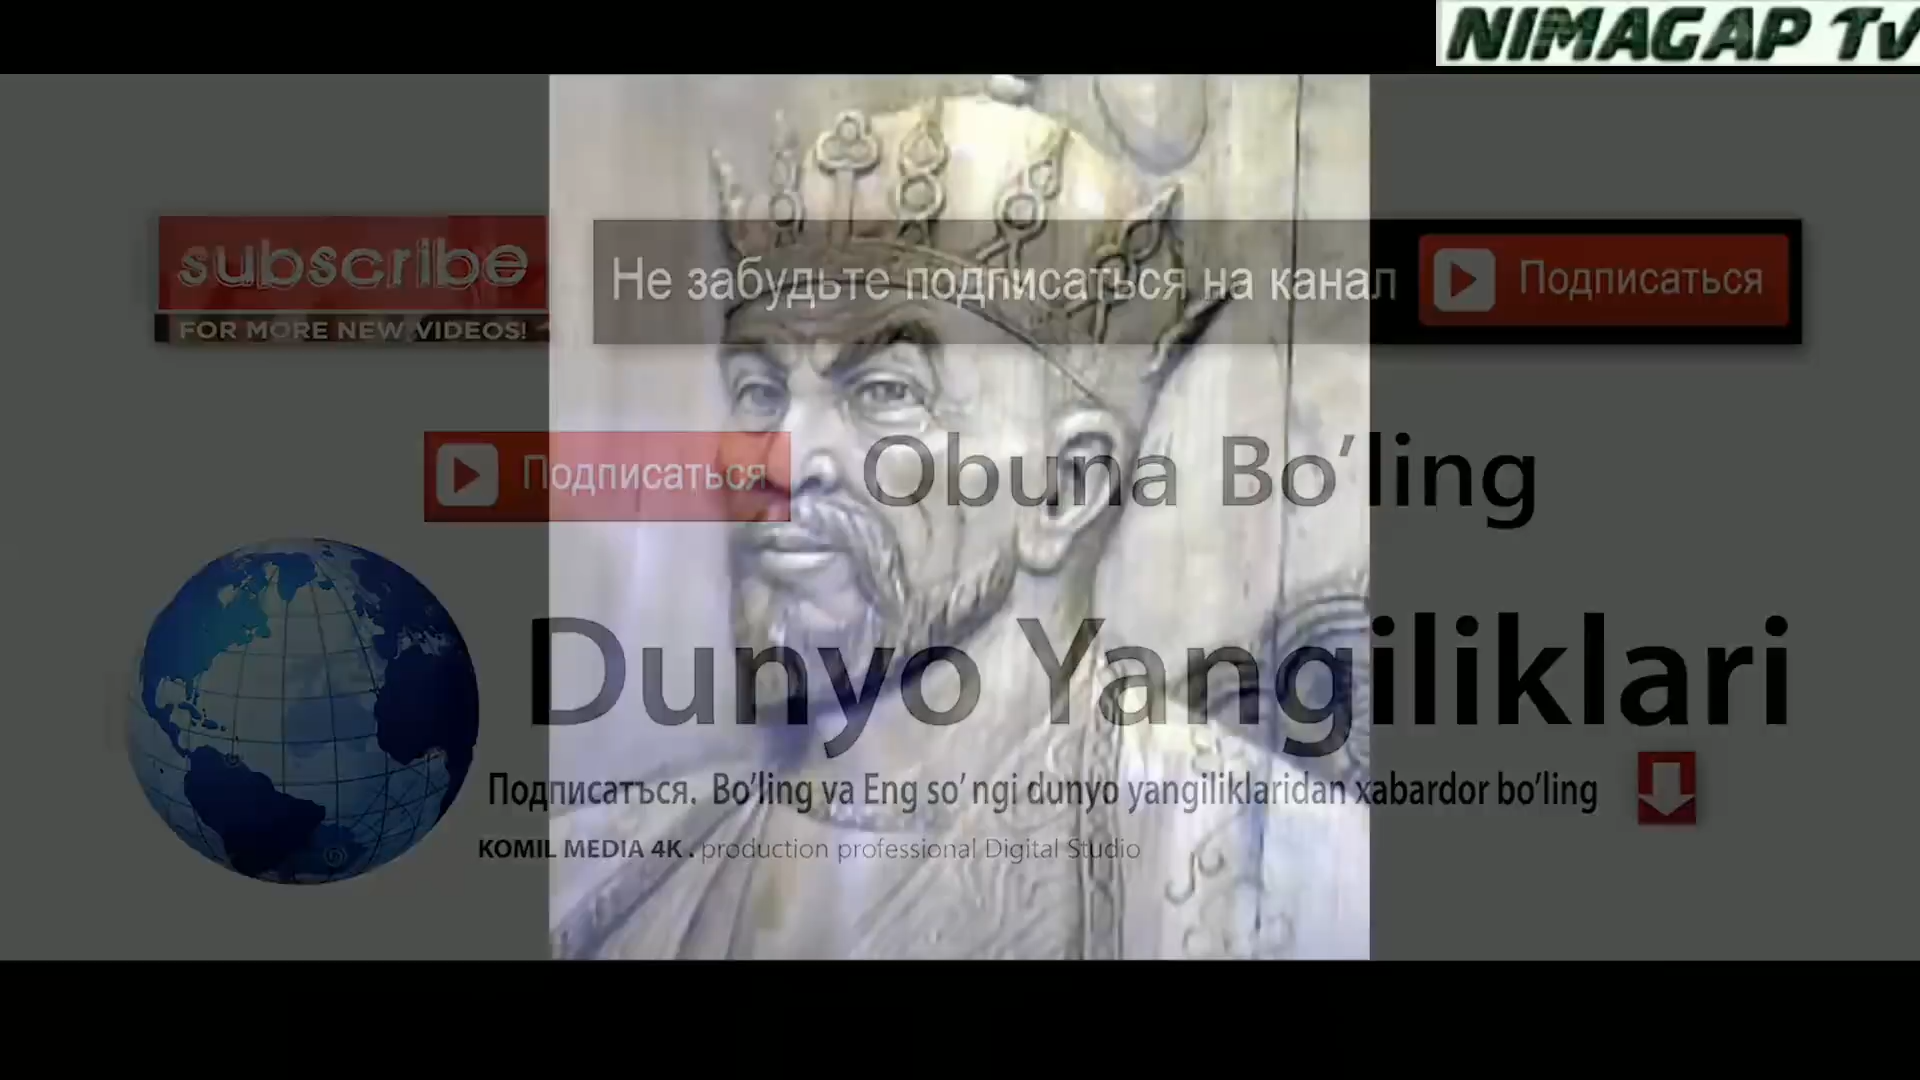 NIMAGAP Tv
subscribe
FOR MORE NEW VIDEOS!
Не забудьте подписаться на канал
Подписаться
Подписаться
Obuna Bo’ling
Dunyo Yangiliklari
Подписаться. Bo’ling va Eng so’ngi dunyo yangiliklaridan xabardor bo’ling
KOMIL MEDIA 4K . production professional Digital Studio